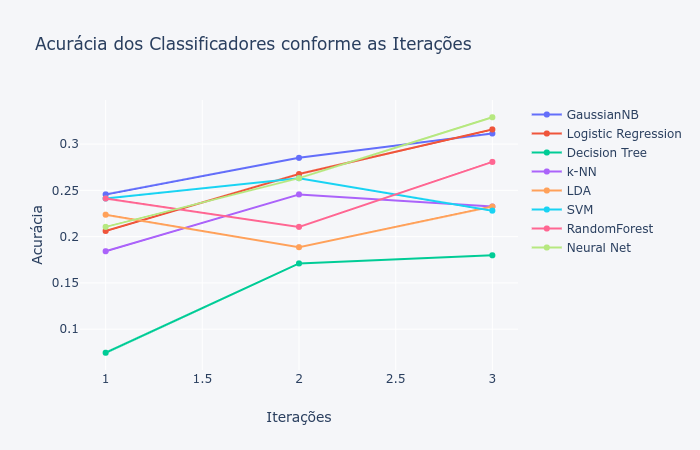 Acurácia dos Classificadores conforme as Iterações
GaussianNB
Logistic Regression
Decision Tree
k-NN
LDA
SVM
RandomForest
Neural Net
Acurácia
0.3
0.25
0.2
0.15
0.1
1
1.5
2
2.5
3
Iterações